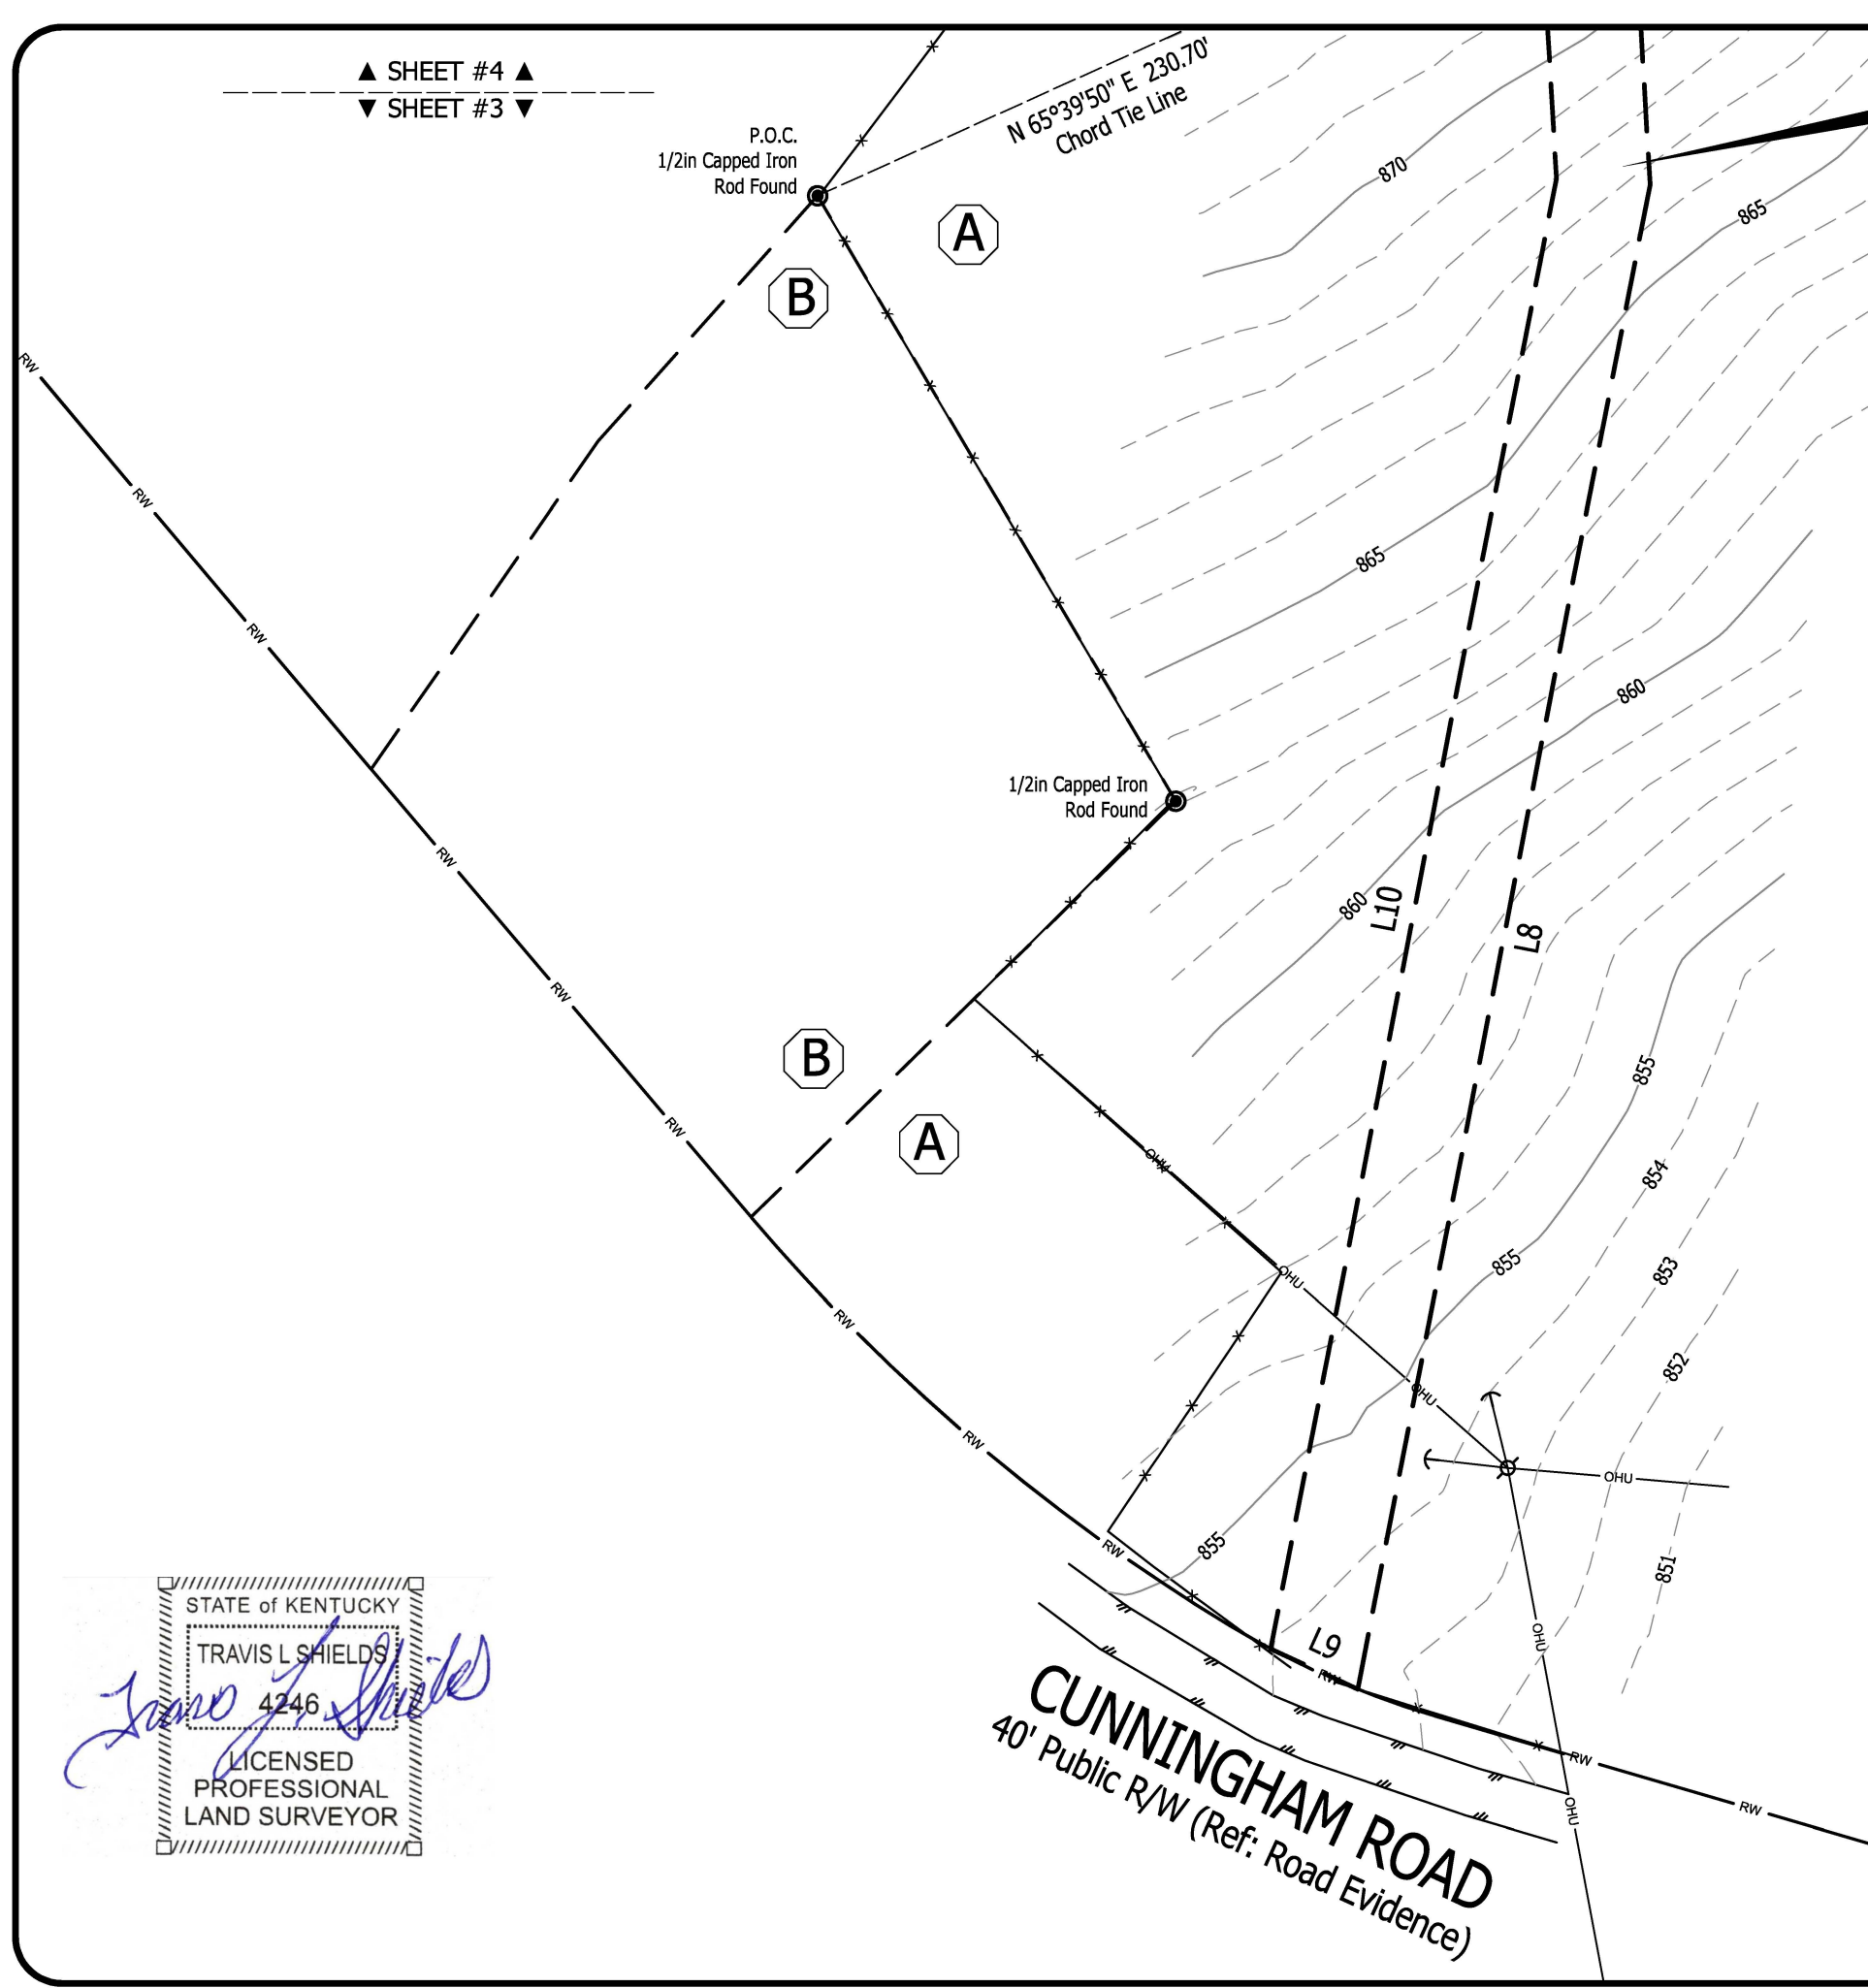 ▲ SHEET #4 ▲
▼ SHEET #3 ▼
P.O.C.
1/2in Capped Iron
Rod Found
N 65°39'50" E 230.70'
Chord Tie Line
A
B
870
865
RW
RW
865
RW
860
1/2in Capped Iron
Rod Found
RW
860
L10
L8
RW
B
A
RW
855
OHU
854
855
853
OHU
RW
852
OHU
RW
OHU
855
RW
851
OHU
L9
RW
RW
OHU
RW
CUNNINGHAM ROAD
40' Public R/W (Ref: Road Evidence)
STATE of KENTUCKY
TRAVIS L SHIELDS
4246
Travis L. Shields
LICENSED
PROFESSIONAL
LAND SURVEYOR